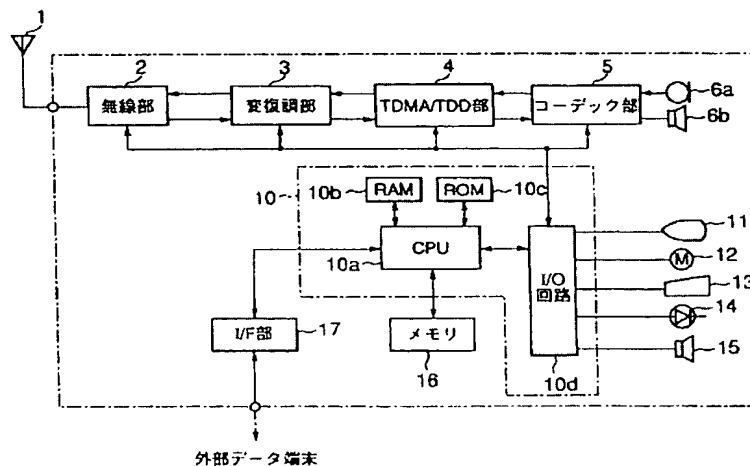 1
2
3
4
5
無線部
変復調部
TDMA/TDD部
コーデック部
6a
6b
10
10b
RAM
ROM
10c
CPU
10a
I/O
回路
10d
11
12
M
13
14
15
I/F部
17
メモリ
16
外部データ端末